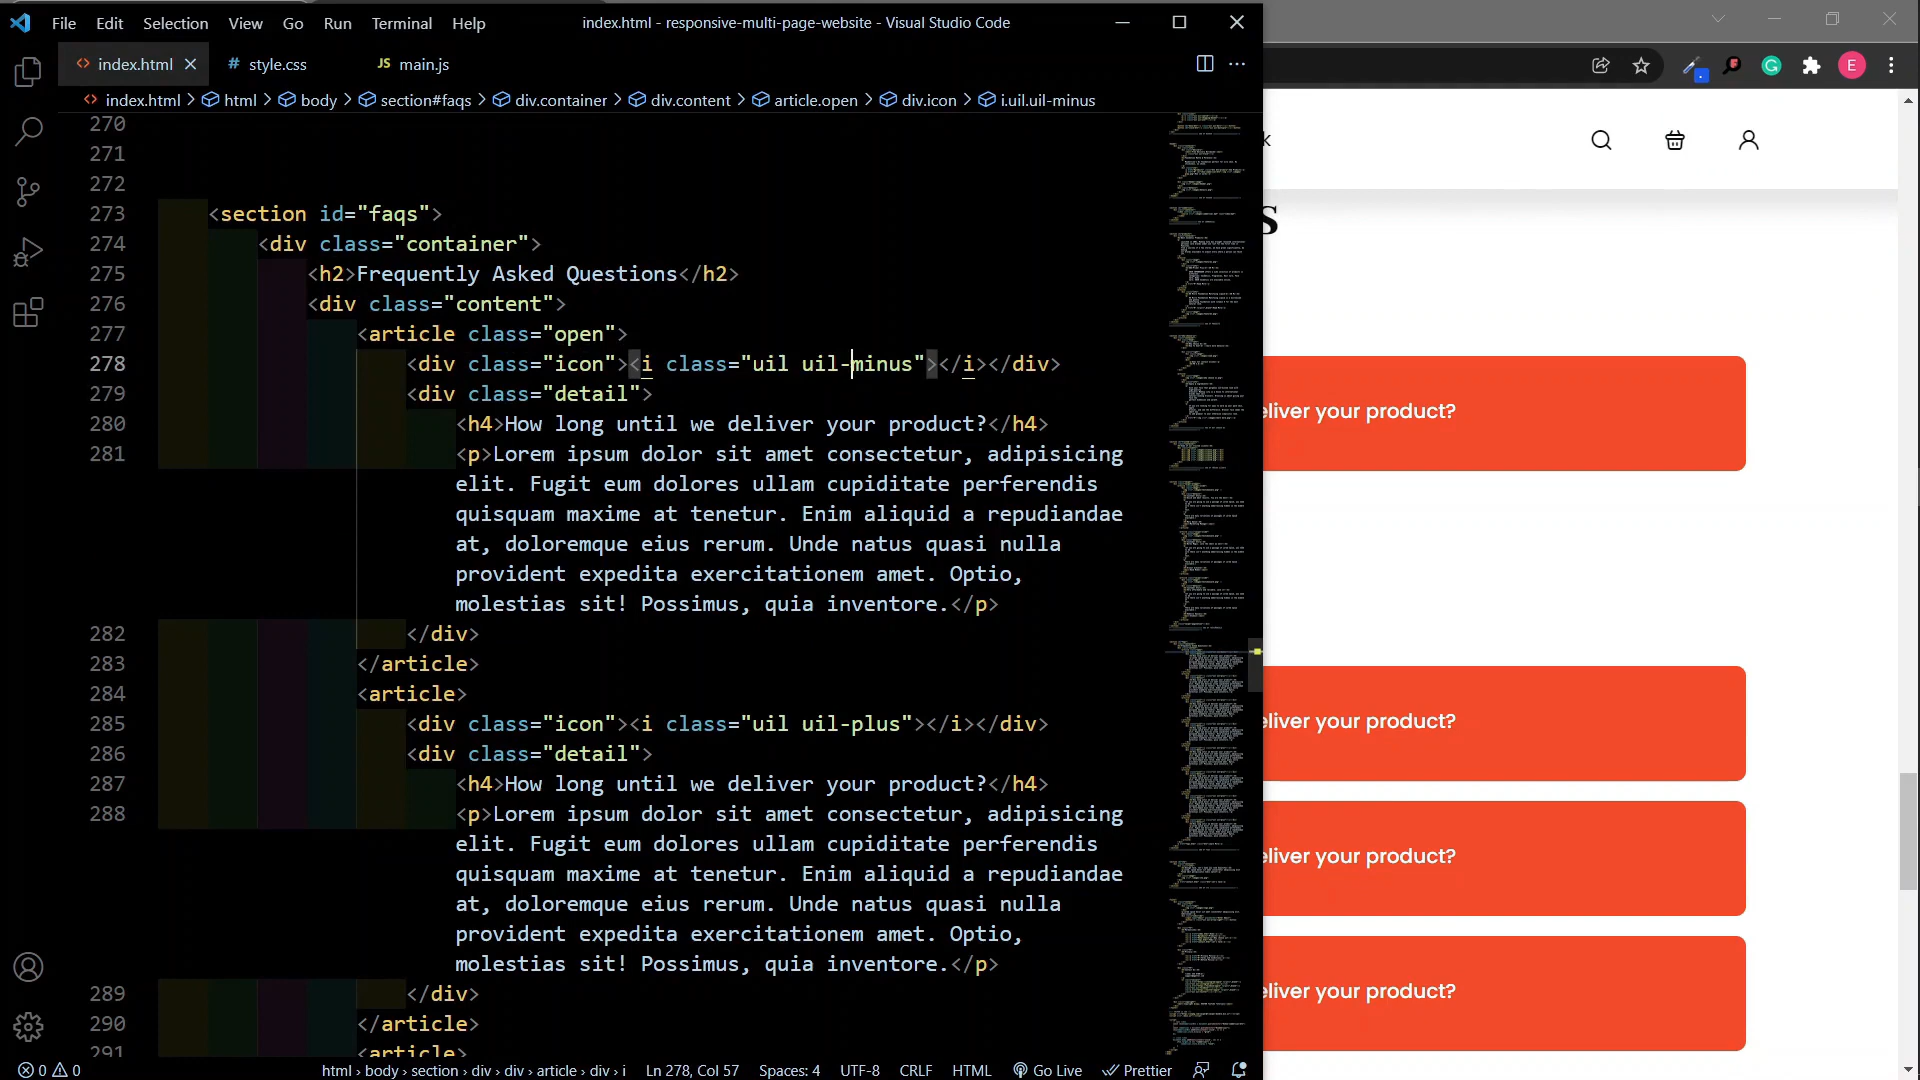 File Edit Selection View Go Run Terminal Help index.html - responsive-multi-page-website - Visual Studio Code
index.html # style.css JS main.js
index.html > html > body > section#faqs > div.container > div.content > article.open > div.icon > i.uil.uil-minus
270
271
272
273 <section id="faqs">
274 <div class="container">
275 <h2>Frequently Asked Questions</h2>
276 <div class="content">
277 <article class="open">
278 <div class="icon"><i class="uil uil-minus"></i></div>
279 <div class="detail">
280 <h4>How long until we deliver your product?</h4>
281 <p>Lorem ipsum dolor sit amet consectetur, adipisicing
elit. Fugit eum dolores ullam cupiditate perferendis
quisquam maxime at tenetur. Enim aliquid a repudiandae
at, doloremque eius rerum. Unde natus quasi nulla
provident expedita exercitationem amet. Optio,
molestias sit! Possimus, quia inventore.</p>
282 </div>
283 </article>
284 <article>
285 <div class="icon"><i class="uil uil-plus"></i></div>
286 <div class="detail">
287 <h4>How long until we deliver your product?</h4>
288 <p>Lorem ipsum dolor sit amet consectetur, adipisicing
elit. Fugit eum dolores ullam cupiditate perferendis
quisquam maxime at tenetur. Enim aliquid a repudiandae
at, doloremque eius rerum. Unde natus quasi nulla
provident expedita exercitationem amet. Optio,
molestias sit! Possimus, quia inventore.</p>
289 </div>
290 </article>
291 <article>
0 0 html › body › section › div › div › article › div › i Ln 278, Col 57 Spaces: 4 UTF-8 CRLF HTML Go Live Prettier
E
k
s
eliver your product?
eliver your product?
eliver your product?
eliver your product?